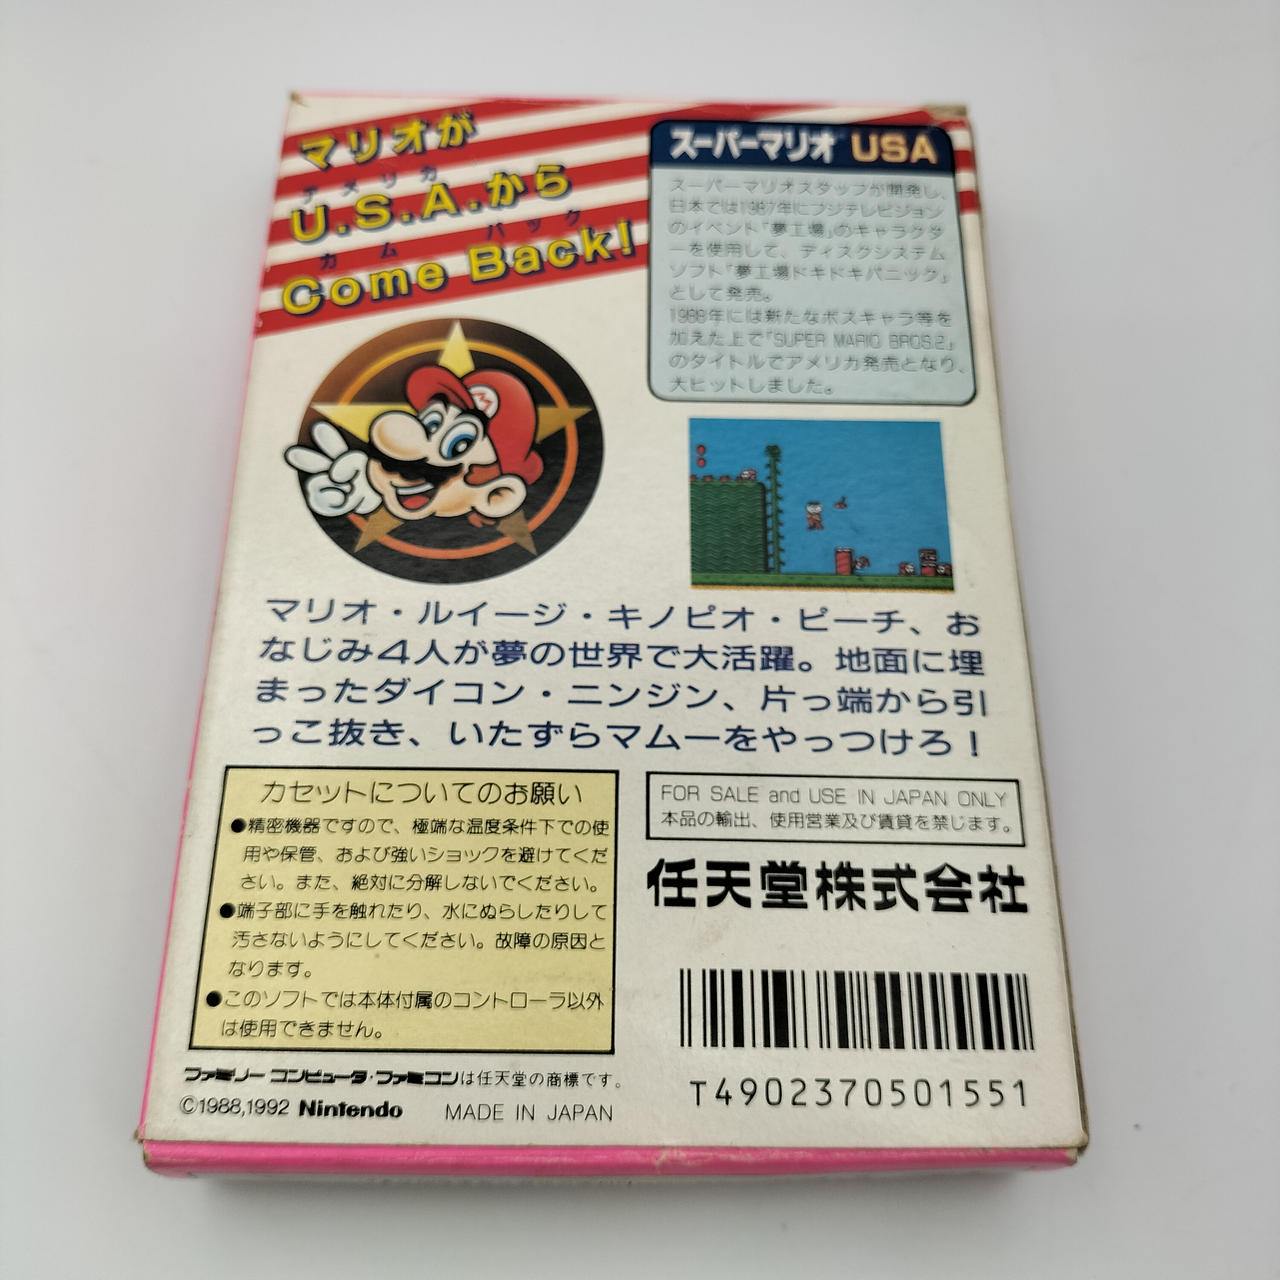 マリオが
アメリカ
U.S.A.から
カム バック
Come Back!
スーパーマリオ USA
スーパーマリオスタッフが開発し、
日本では1987年にフジテレビジョン
のイベント「夢工場」のキャラクタ
ーを使用して、ディスクシステム
ソフト「夢工場ドキドキパニック」
として発売。
1988年には新たなボスキャラ等を
加えた上で「SUPER MARIO BROS.2」
のタイトルでアメリカ発売となり、
大ヒットしました。
マリオ・ルイージ・キノピオ・ピーチ、お
なじみ4人が夢の世界で大活躍。地面に埋
まったダイコン・ニンジン、片っ端から引
っこ抜き、いたずらマムーをやっつけろ！
カセットについてのお願い
●精密機器ですので、極端な温度条件下での使
用や保管、および強いショックを避けてくだ
さい。また、絶対に分解しないでください。
●端子部に手を触れたり、水にぬらしたりして
汚さないようにしてください。故障の原因と
なります。
●このソフトでは本体付属のコントローラ以外
は使用できません。
FOR SALE and USE IN JAPAN ONLY
本品の輸出、使用営業及び賃貸を禁じます。
任天堂株式会社
T4902370501551
ファミリーコンピュータ・ファミコンは任天堂の商標です。
©1988,1992 Nintendo MADE IN JAPAN